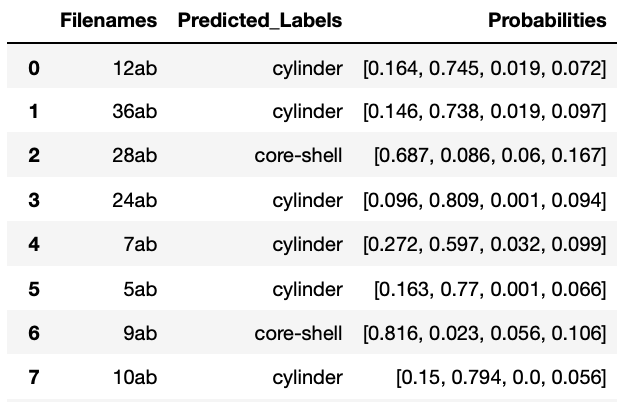 Filenames Predicted_Labels Probabilities
0 12ab cylinder [0.164, 0.745, 0.019, 0.072]
1 36ab cylinder [0.146, 0.738, 0.019, 0.097]
2 28ab core-shell [0.687, 0.086, 0.06, 0.167]
3 24ab cylinder [0.096, 0.809, 0.001, 0.094]
4 7ab cylinder [0.272, 0.597, 0.032, 0.099]
5 5ab cylinder [0.163, 0.77, 0.001, 0.066]
6 9ab core-shell [0.816, 0.023, 0.056, 0.106]
7 10ab cylinder [0.15, 0.794, 0.0, 0.056]